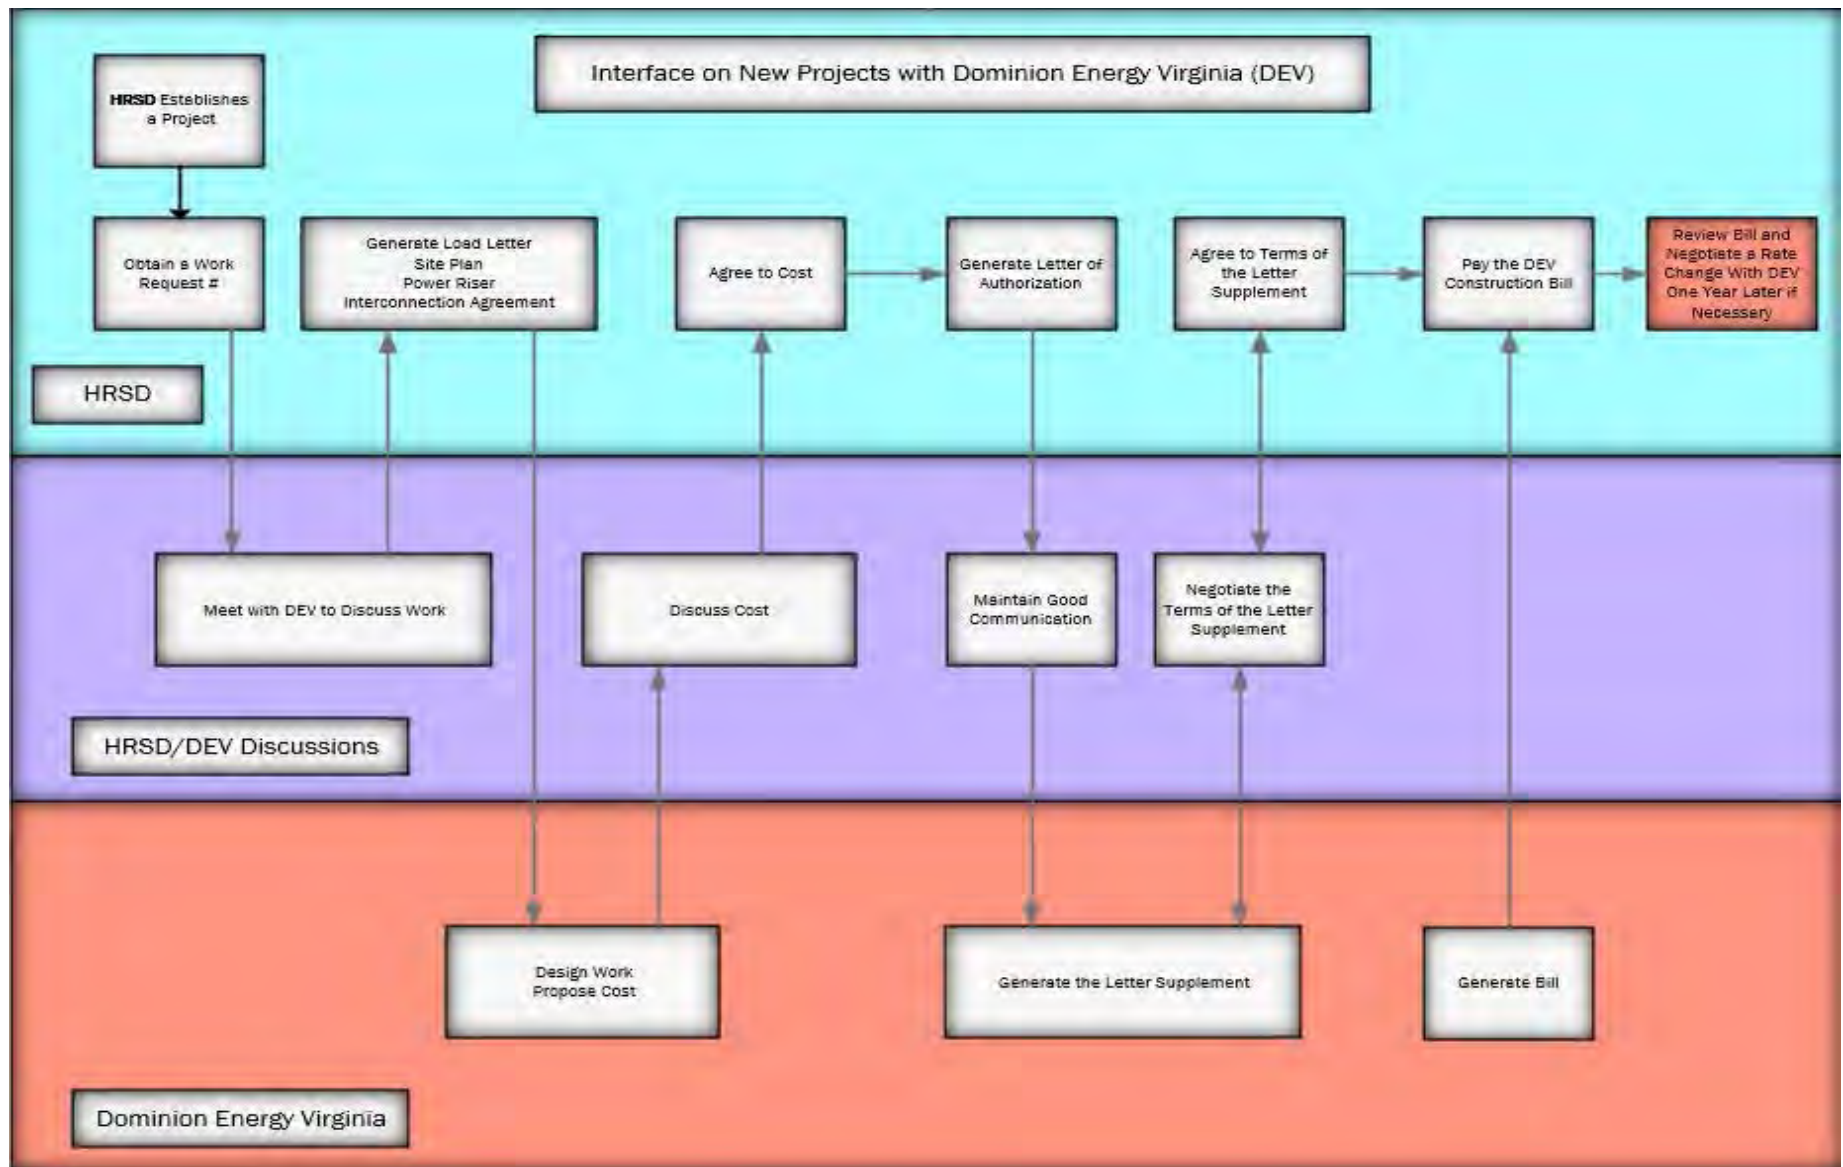 Interface on New Projects with Dominion Energy Virginia (DEV)
HRSD Establishes
a Project
Obtain a Work
Request #
Generate Load Letter
Site Plan
Power Riser
Interconnection Agreement
Agree to Cost
Generate Letter of
Authorization
Agree to Terms of
the Letter
Supplement
Pay the DEV
Construction Bill
Review Bill and
Negotiate a Rate
Change With DEV
One Year Later if
Necessary
HRSD
Meet with DEV to Discuss Work
Discuss Cost
Maintain Good
Communication
Negotiate the
Terms of the Letter
Supplement
HRSD/DEV Discussions
Design Work
Propose Cost
Generate the Letter Supplement
Generate Bill
Dominion Energy Virginia